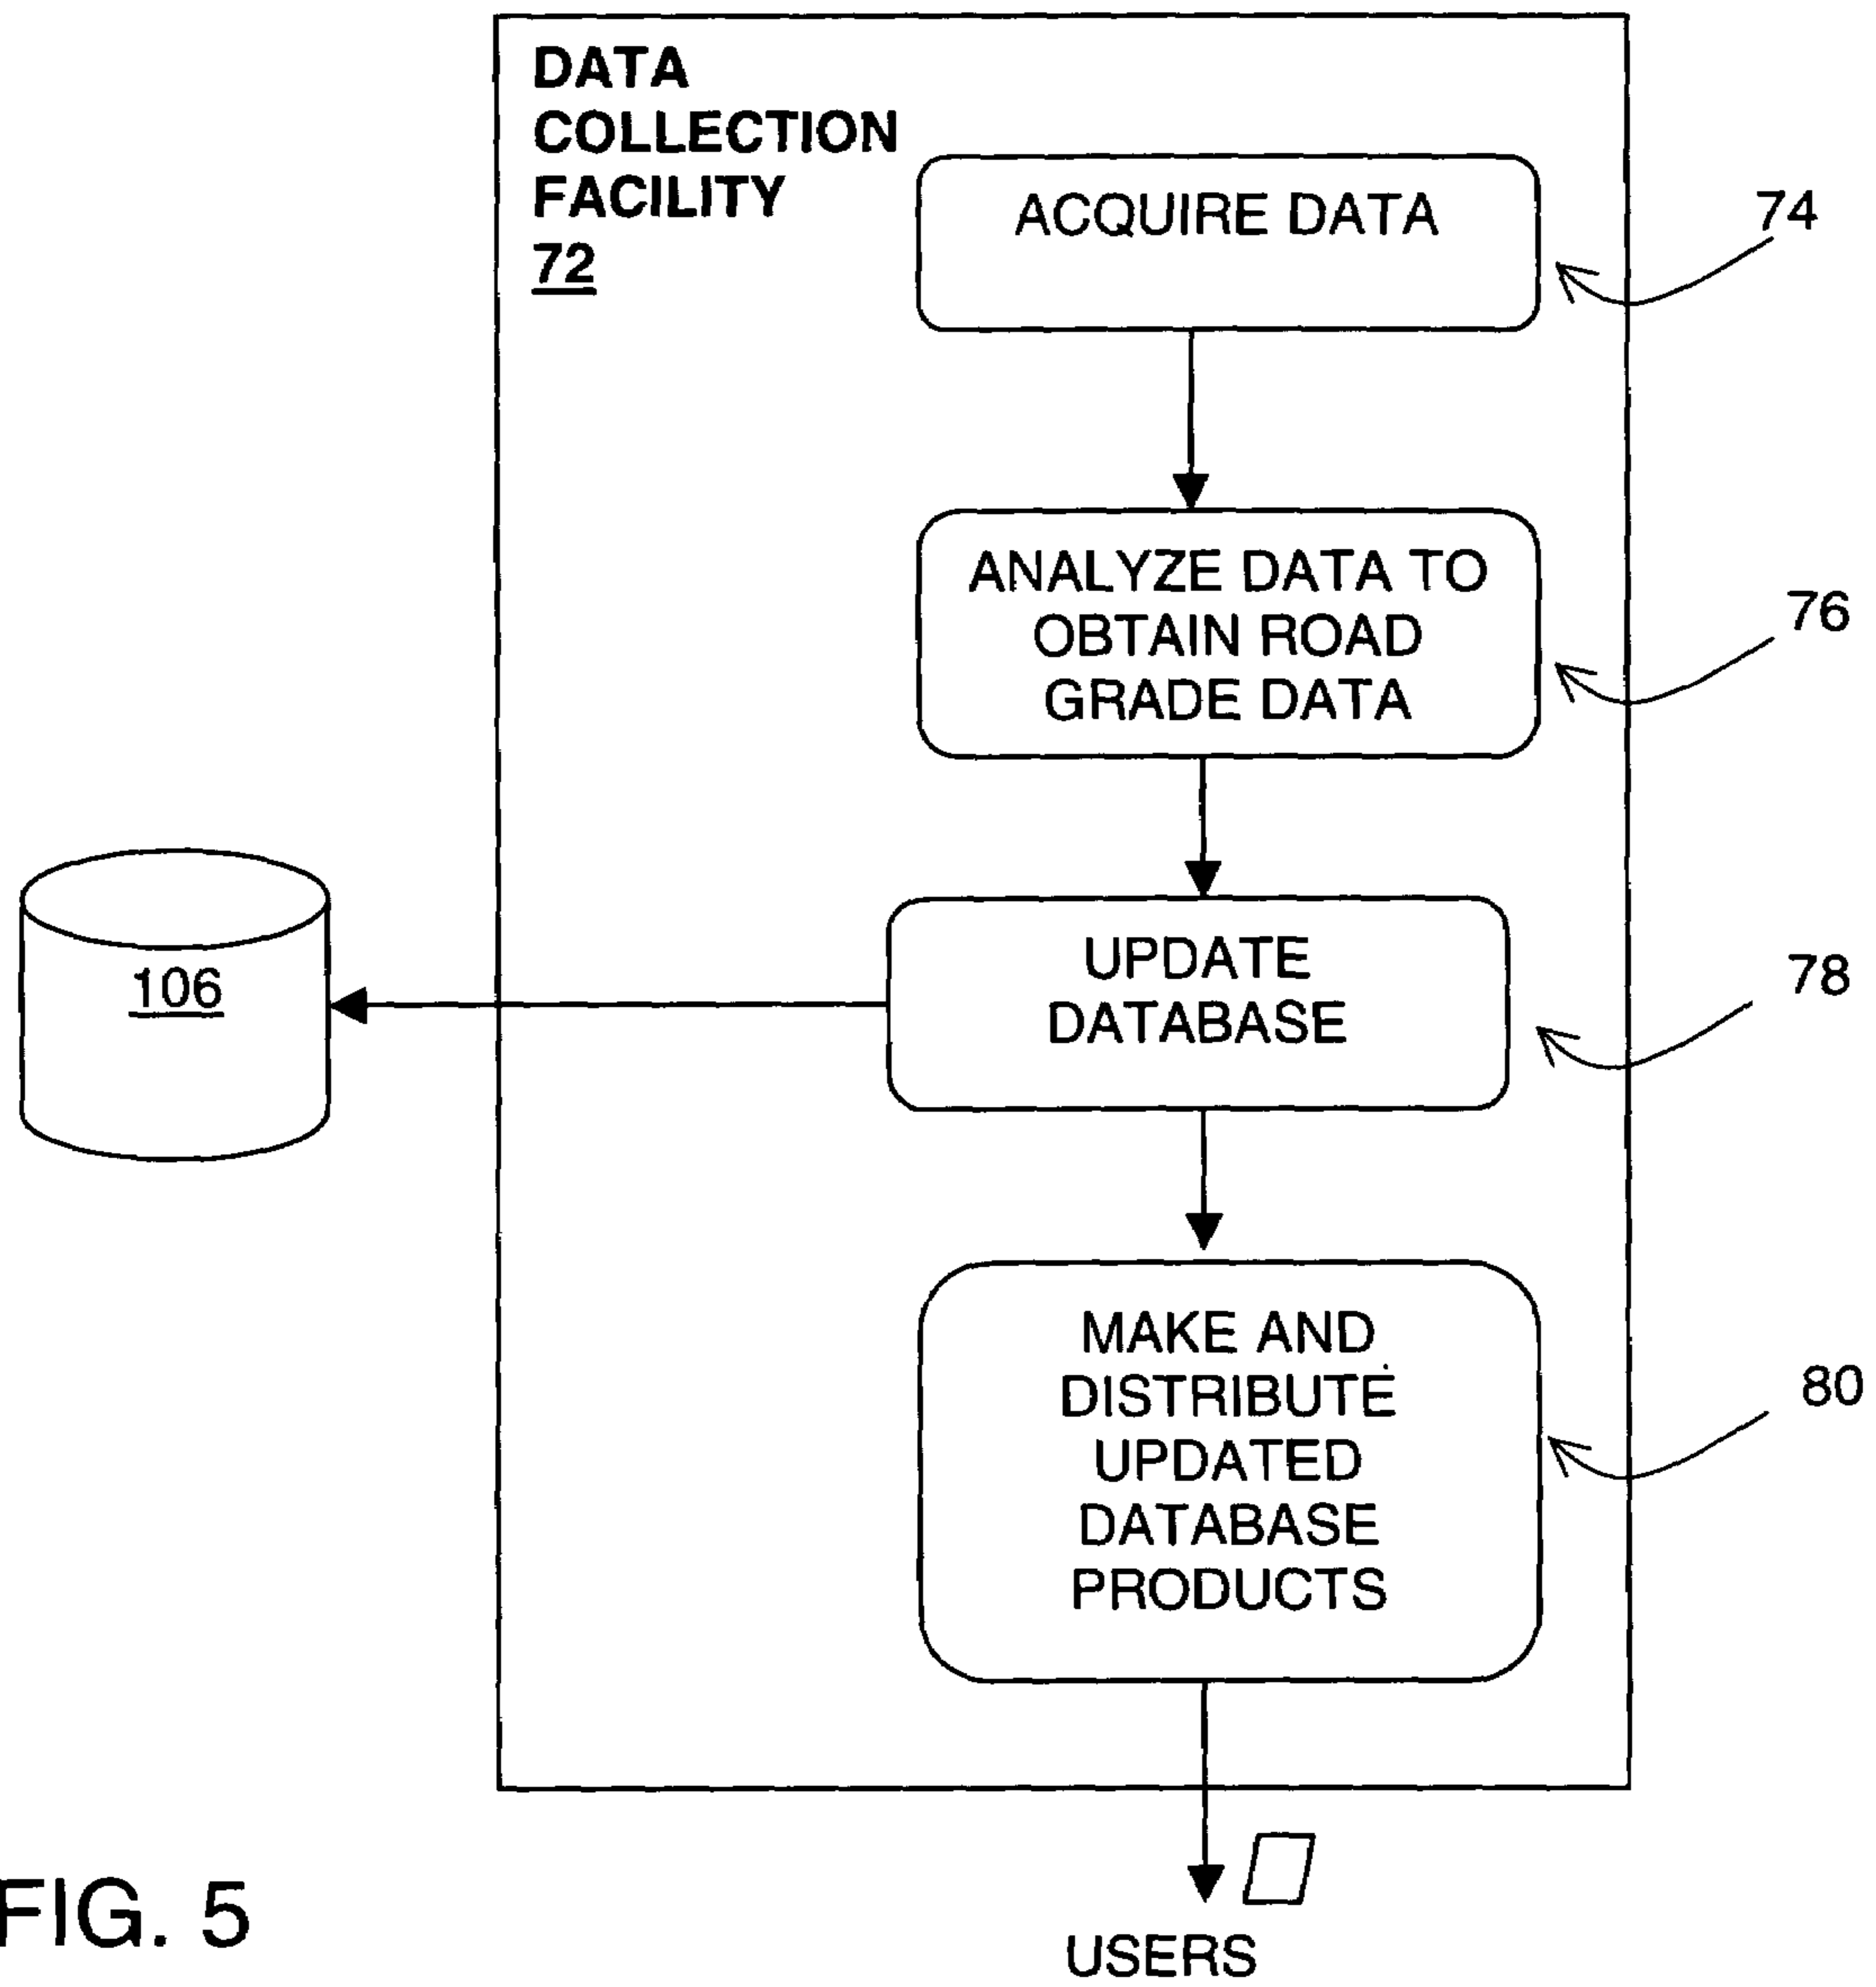 DATA
COLLECTION
FACILITY
72
ACQUIRE DATA
74
ANALYZE DATA TO
OBTAIN ROAD
GRADE DATA
76
106
UPDATE
DATABASE
78
MAKE AND
DISTRIBUTE
UPDATED
DATABASE
PRODUCTS
80
FIG. 5
USERS